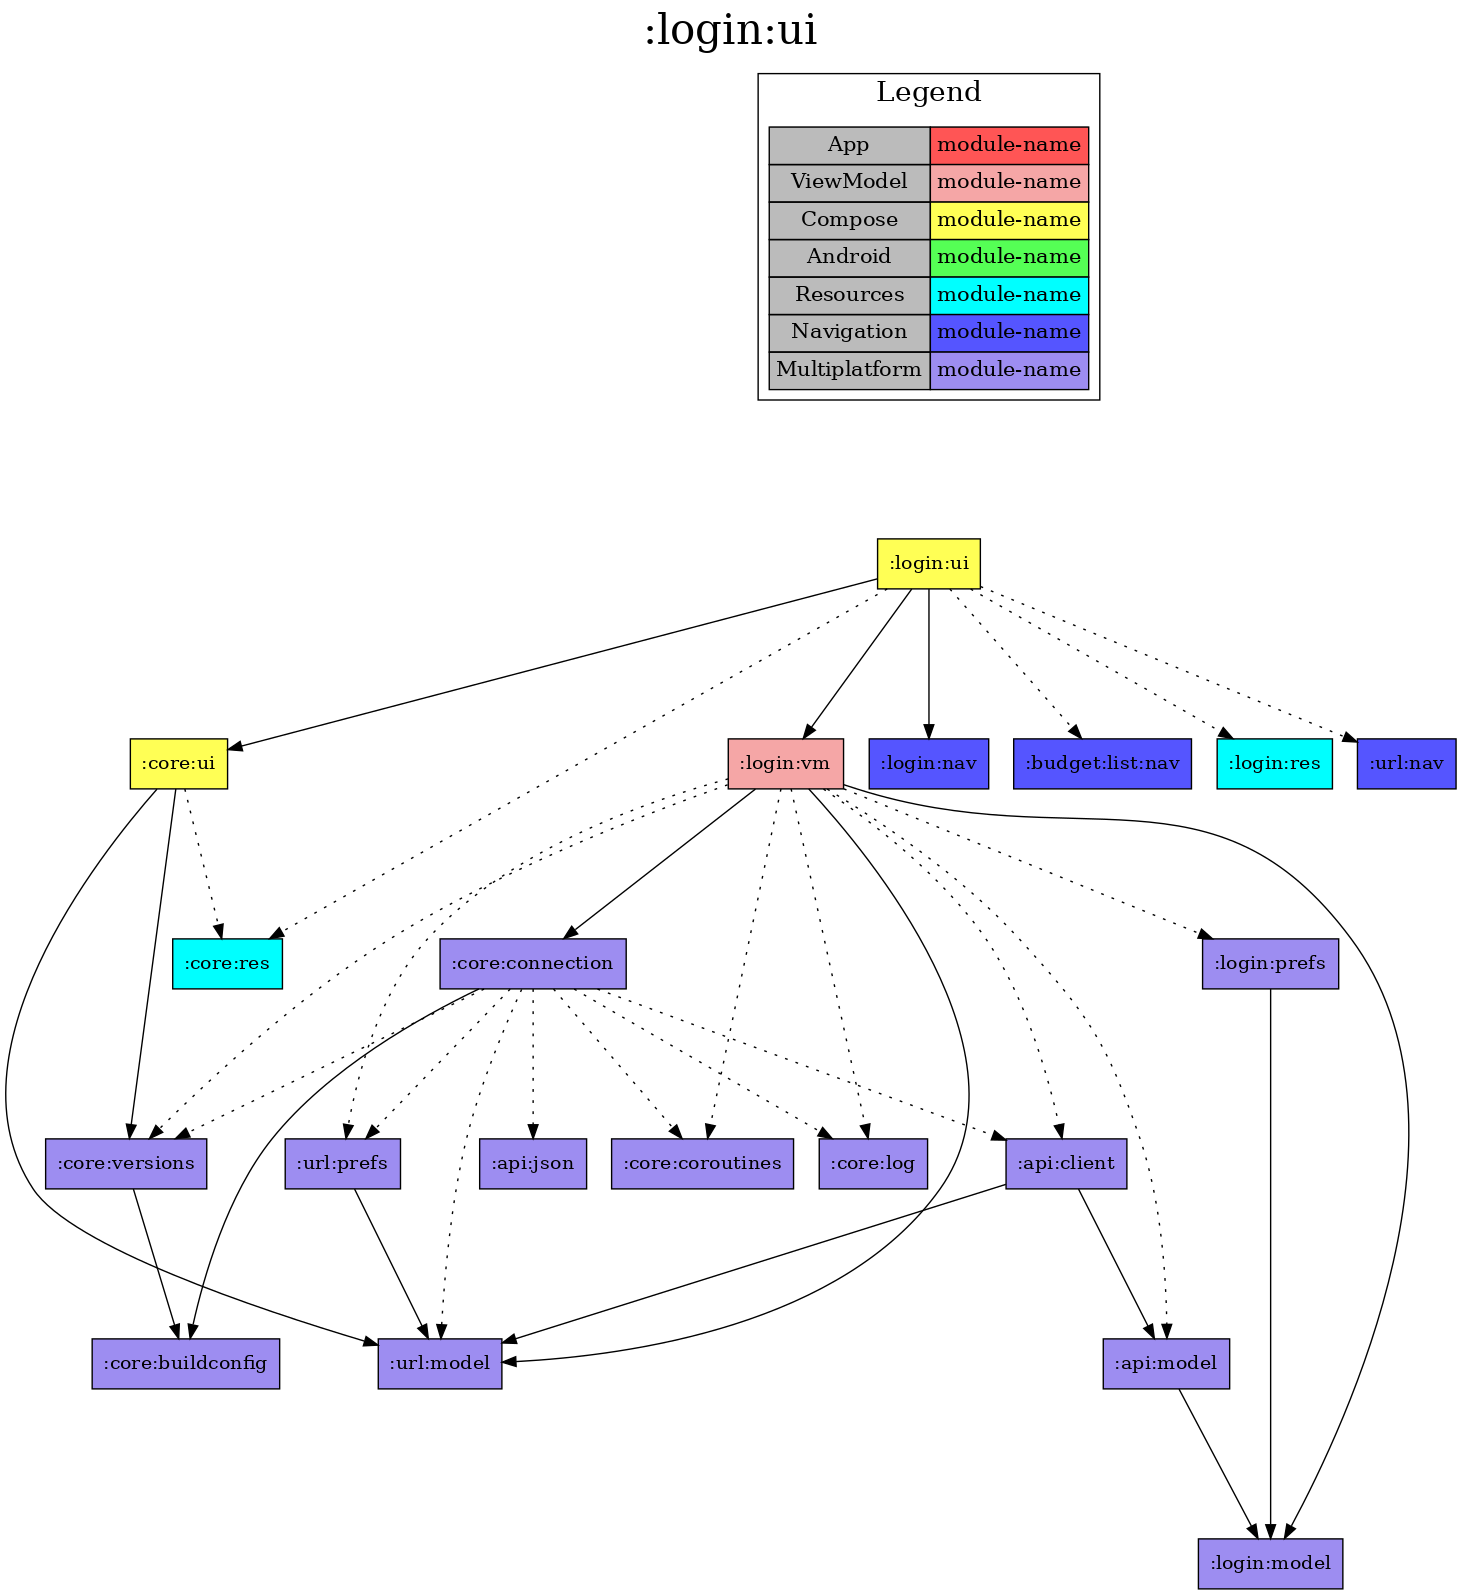 :login:ui
Legend
App module-name
ViewModel module-name
Compose module-name
Android module-name
Resources module-name
Navigation module-name
Multiplatform module-name
:login:ui
:core:ui
:login:vm
:login:nav
:budget:list:nav
:login:res
:url:nav
:core:res
:core:connection
:login:prefs
:core:versions
:url:prefs
:api:json
:core:coroutines
:core:log
:api:client
:core:buildconfig
:url:model
:api:model
:login:model